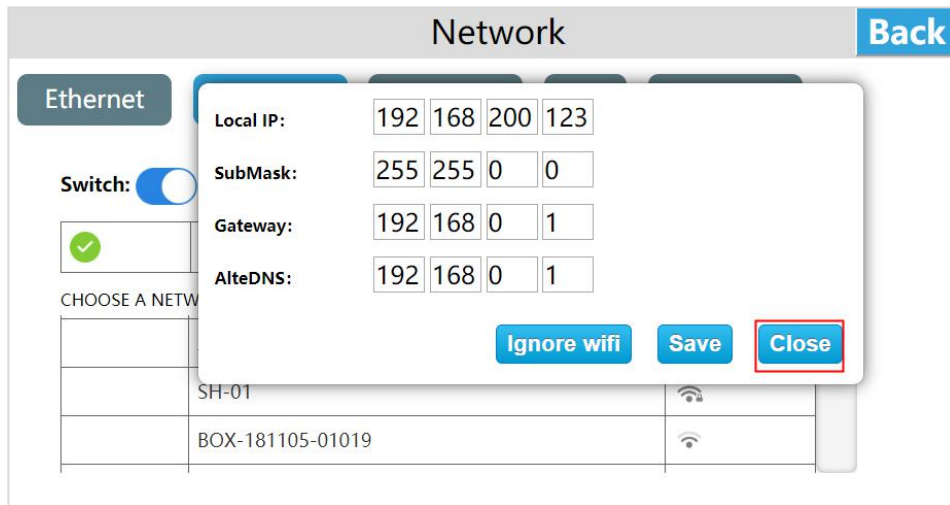 Network
Back
Ethernet
Local IP: 192 168 200 123
Switch: SubMask: 255 255 0 0
Gateway: 192 168 0 1
AlteDNS: 192 168 0 1
CHOOSE A NETW
Ignore wifi Save Close
SH-01
BOX-181105-01019